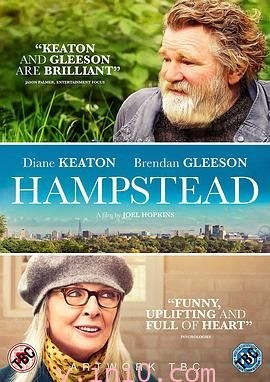 “KEATON
AND GLEESON
ARE BRILLIANT”
JASON PALMER, ENTERTAINMENT FOCUS
Diane KEATON Brendan GLEESON
HAMPSTEAD
A film by JOEL HOPKINS
“FUNNY,
UPLIFTING AND
FULL OF HEART”
PSYCHOLOGIES
TBC
ARTWORK TBC
TBC